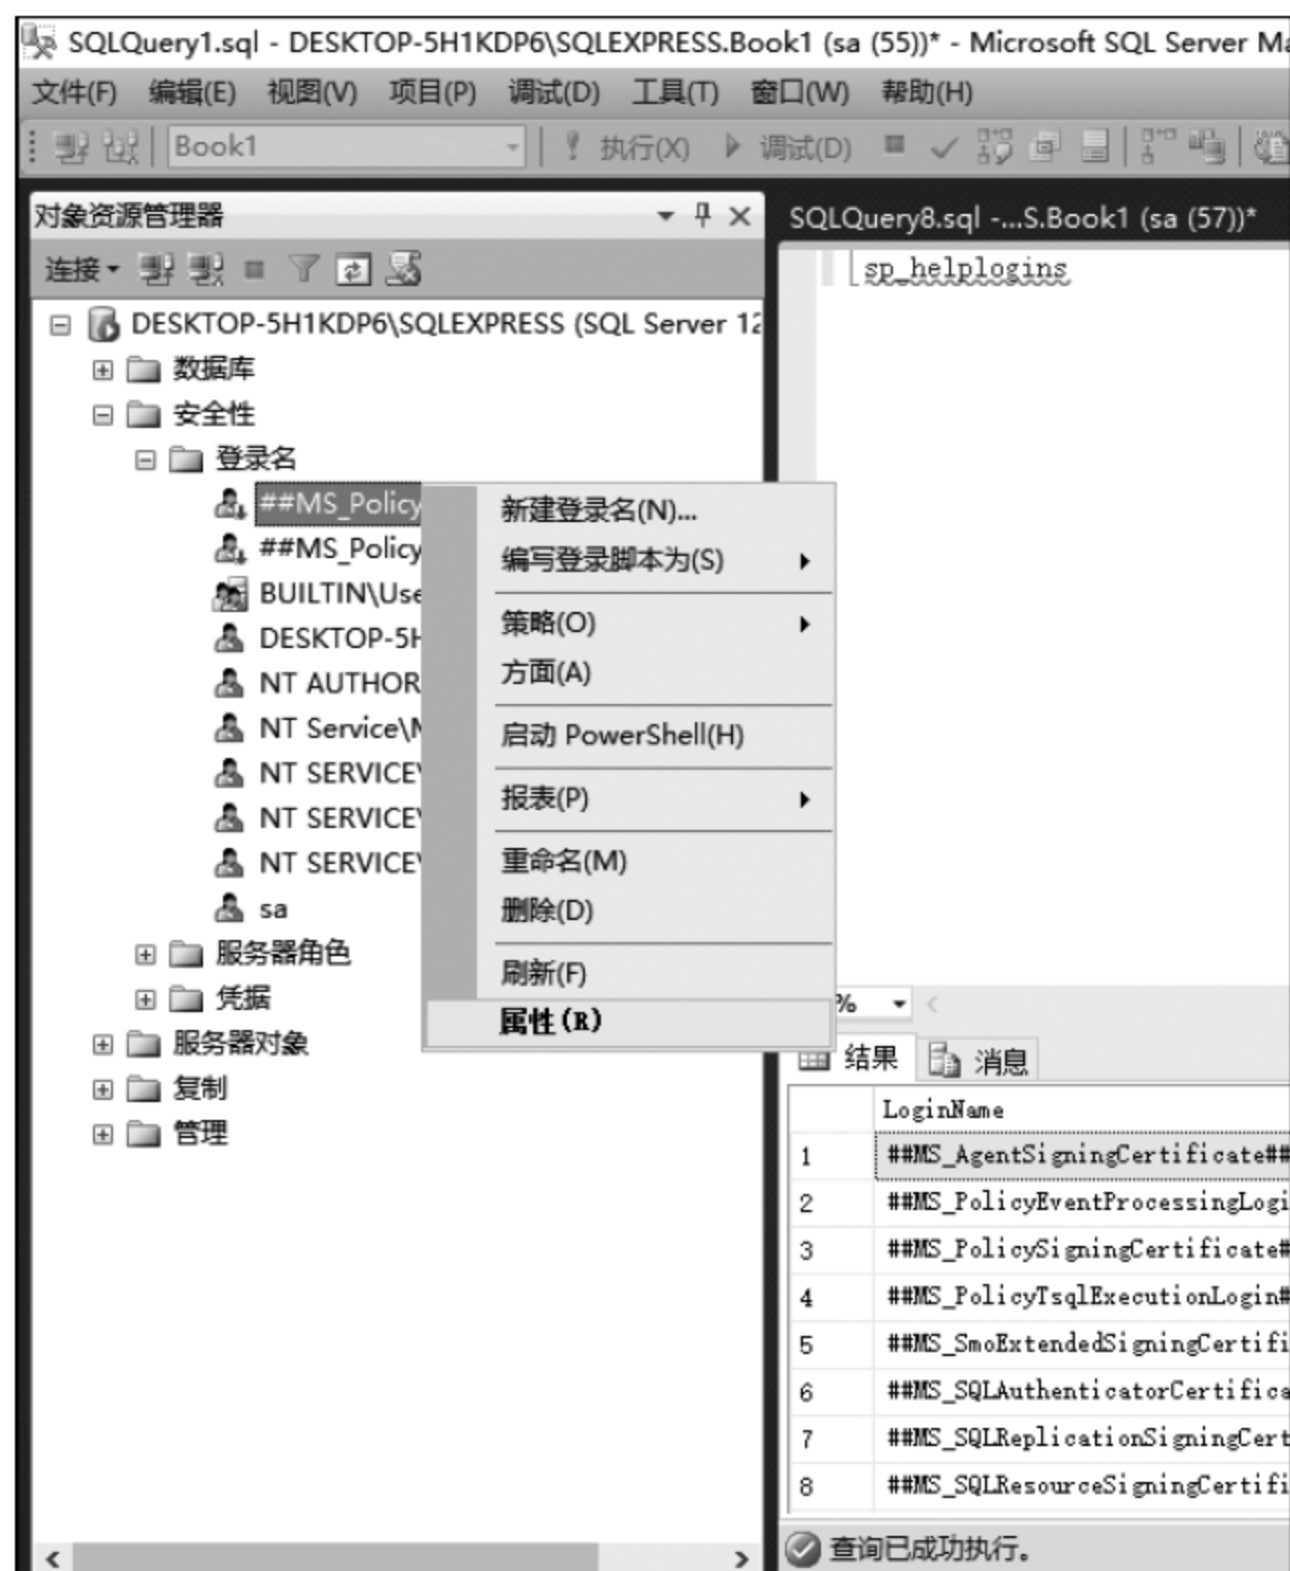 SQLQuery1.sql - DESKTOP-5H1KDP6\SQLEXPRESS.Book1 (sa (55))* - Microsoft SQL Server Ma
文件(F) 编辑(E) 视图(V) 项目(P) 调试(D) 工具(T) 窗口(W) 帮助(H)
Book1 执行(X) 调试(D)
对象资源管理器
连接
DESKTOP-5H1KDP6\SQLEXPRESS (SQL Server 12
数据库
安全性
登录名
##MS_Policy
##MS_Policy
BUILTIN\Use
DESKTOP-5H
NT AUTHOR
NT Service\M
NT SERVICE\
NT SERVICE\
NT SERVICE\
sa
服务器角色
凭据
服务器对象
复制
管理
新建登录名(N)...
编写登录脚本为(S)
策略(O)
方面(A)
启动 PowerShell(H)
报表(P)
重命名(M)
删除(D)
刷新(F)
属性(R)
SQLQuery8.sql -...S.Book1 (sa (57))*
sp_helplogins
%
结果 消息
LoginName
1 ##MS_AgentSigningCertificate##
2 ##MS_PolicyEventProcessingLogi
3 ##MS_PolicySigningCertificate#
4 ##MS_PolicyTsqlExecutionLogin#
5 ##MS_SmoExtendedSigningCertifi
6 ##MS_SQLAuthenticatorCertifica
7 ##MS_SQLReplicationSigningCert
8 ##MS_SQLResourceSigningCertifi
查询已成功执行。